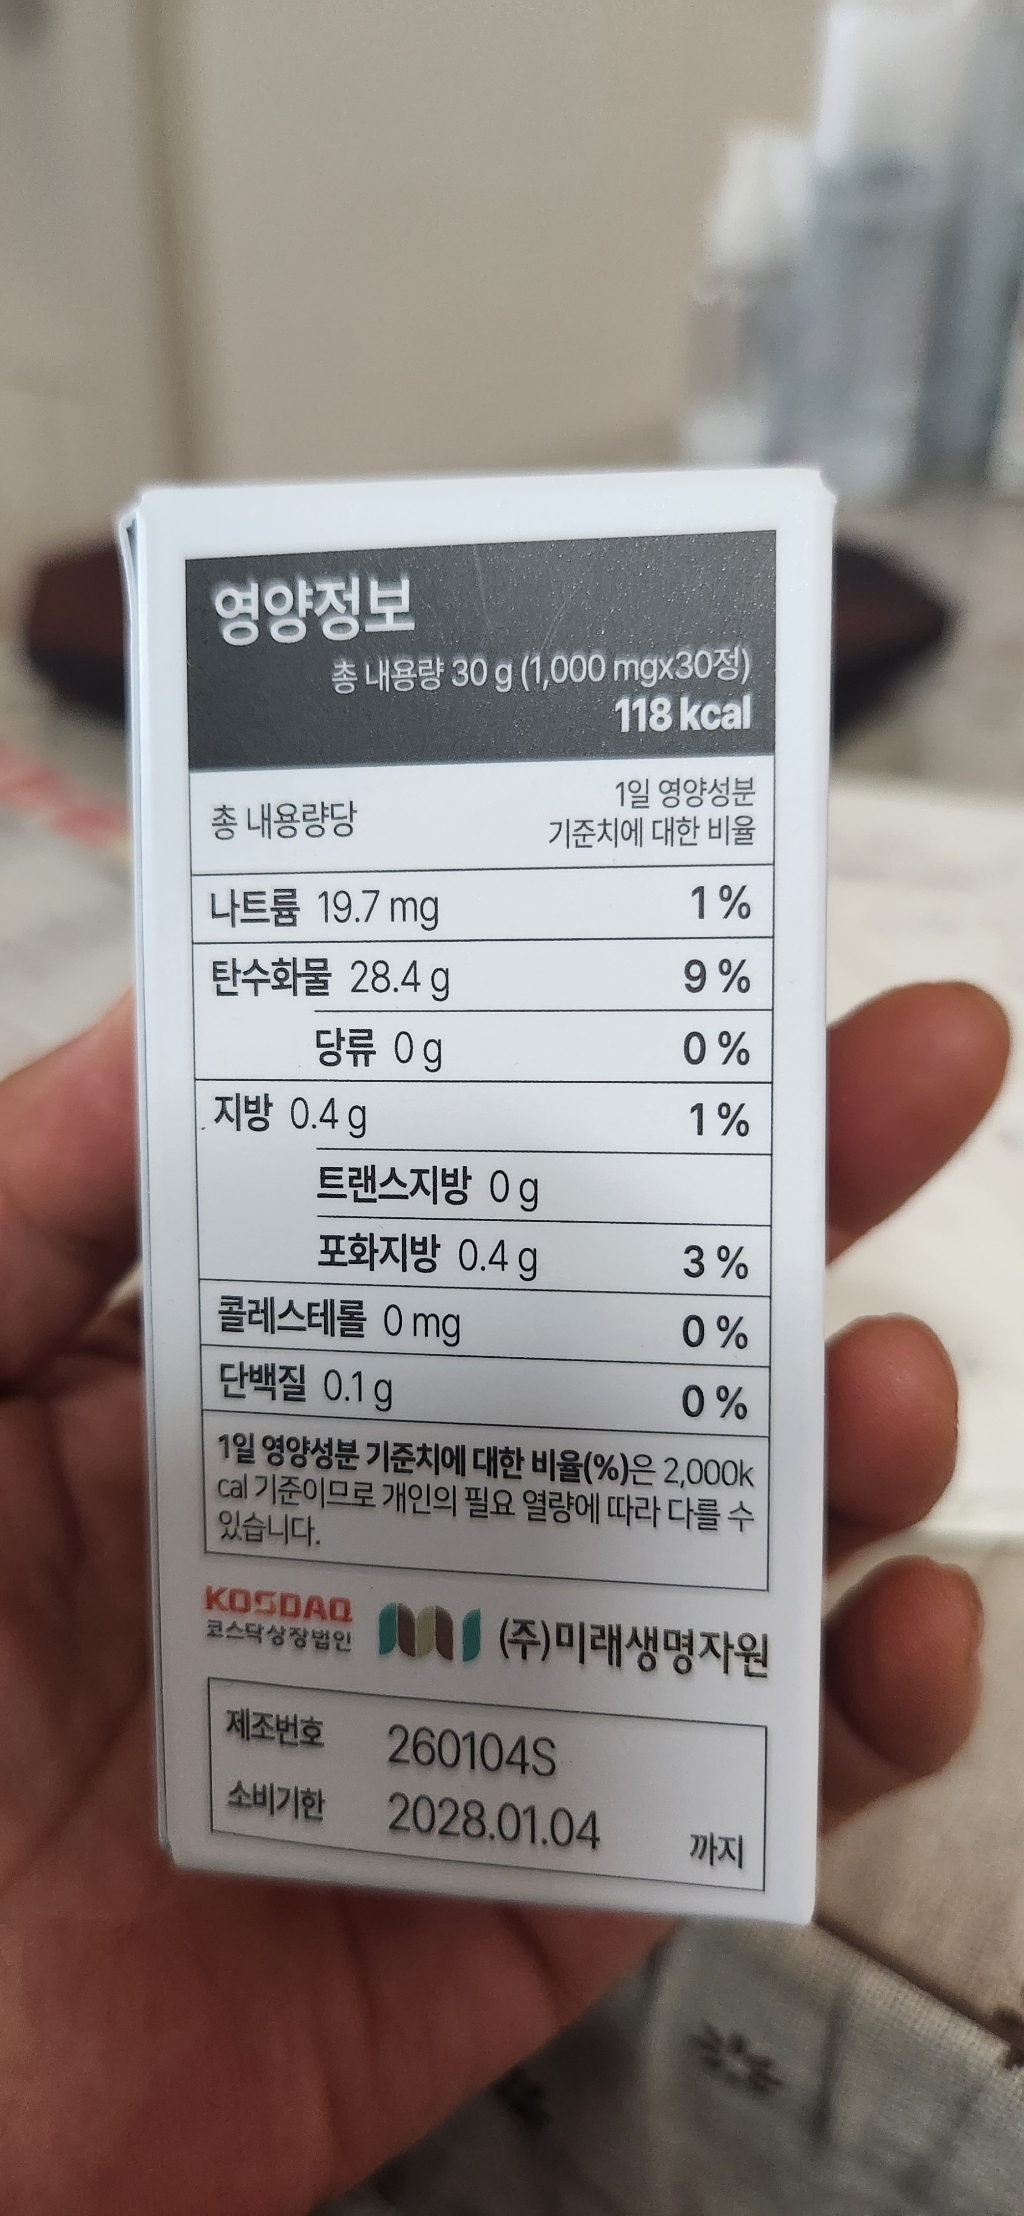 영양정보
총 내용량 30 g (1,000 mgx30정)
118 kcal
총 내용량당
1일 영양성분
기준치에 대한 비율
나트륨 19.7 mg 1 %
탄수화물 28.4 g 9 %
당류 0 g 0 %
지방 0.4 g 1 %
트랜스지방 0 g
포화지방 0.4 g 3 %
콜레스테롤 0 mg 0 %
단백질 0.1 g 0 %
1일 영양성분 기준치에 대한 비율(%)은 2,000k
cal 기준이므로 개인의 필요 열량에 따라 다를 수
있습니다.
KOSDAQ
코스닥상장법인
(주)미래생명자원
제조번호 260104S
소비기한 2028.01.04 까지